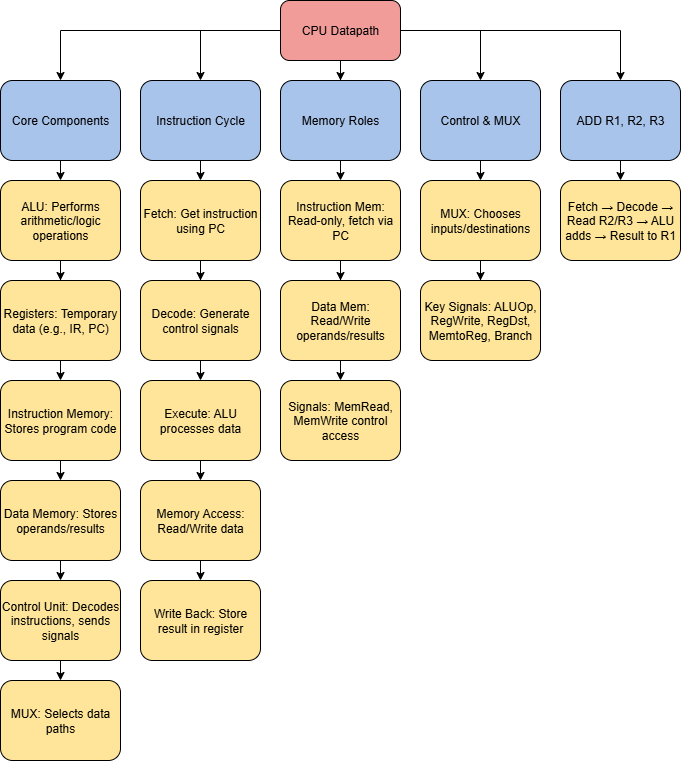 CPU Datapath
Core Components
Instruction Cycle
Memory Roles
Control & MUX
ADD R1, R2, R3
ALU: Performs
arithmetic/logic
operations
Registers: Temporary
data (e.g., IR, PC)
Instruction Memory:
Stores program code
Data Memory: Stores
operands/results
Control Unit: Decodes
instructions, sends
signals
MUX: Selects data
paths
Fetch: Get instruction
using PC
Decode: Generate
control signals
Execute: ALU
processes data
Memory Access:
Read/Write data
Write Back: Store
result in register
Instruction Mem:
Read-only, fetch via
PC
Data Mem:
Read/Write
operands/results
Signals: MemRead,
MemWrite control
access
MUX: Chooses
inputs/destinations
Key Signals: ALUOp,
RegWrite, RegDst,
MemtoReg, Branch
Fetch → Decode →
Read R2/R3 → ALU
adds → Result to R1